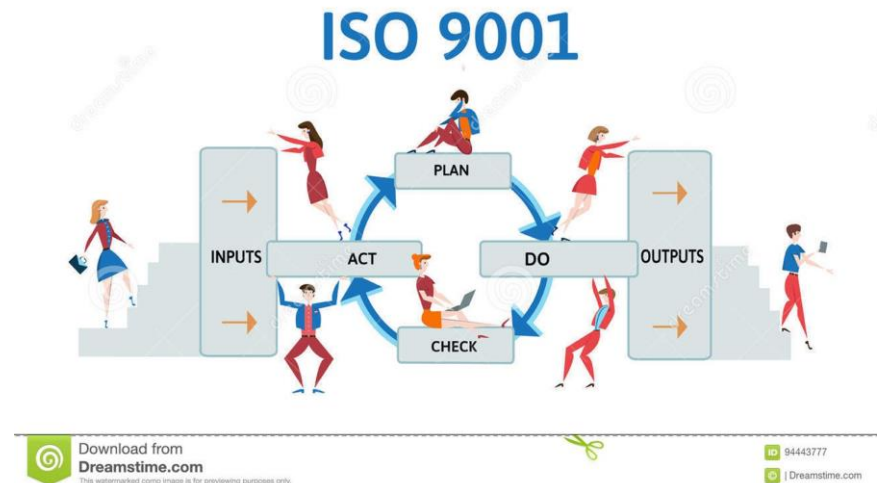 ISO 9001
PLAN
INPUTS
ACT
DO
OUTPUTS
CHECK
Download from
Dreamstime.com
This watermarked comp image is for previewing purposes only.
ID 94443777
© | Dreamstime.com